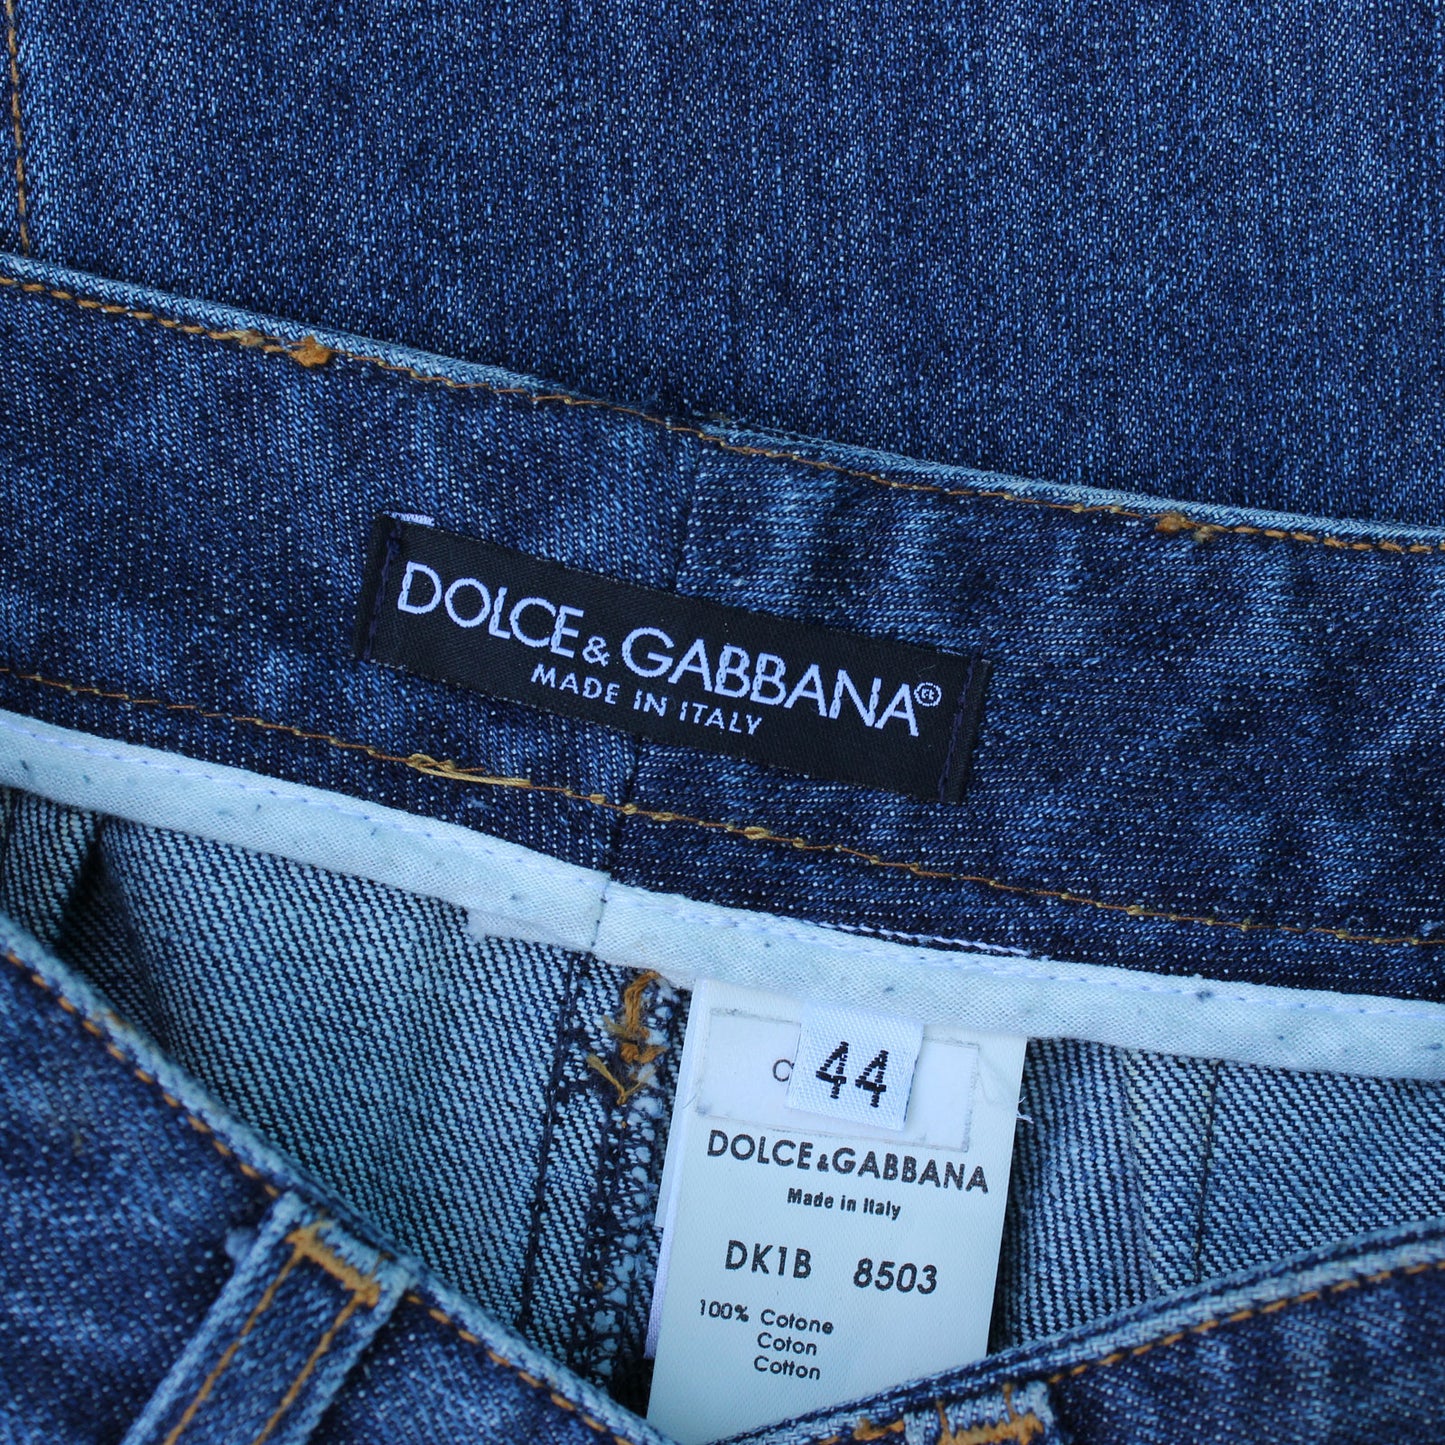 DOLCE & GABBANA®
MADE IN ITALY
44
DOLCE & GABBANA
Made in Italy
DK1B 8503
100% Cotone
Coton
Cotton